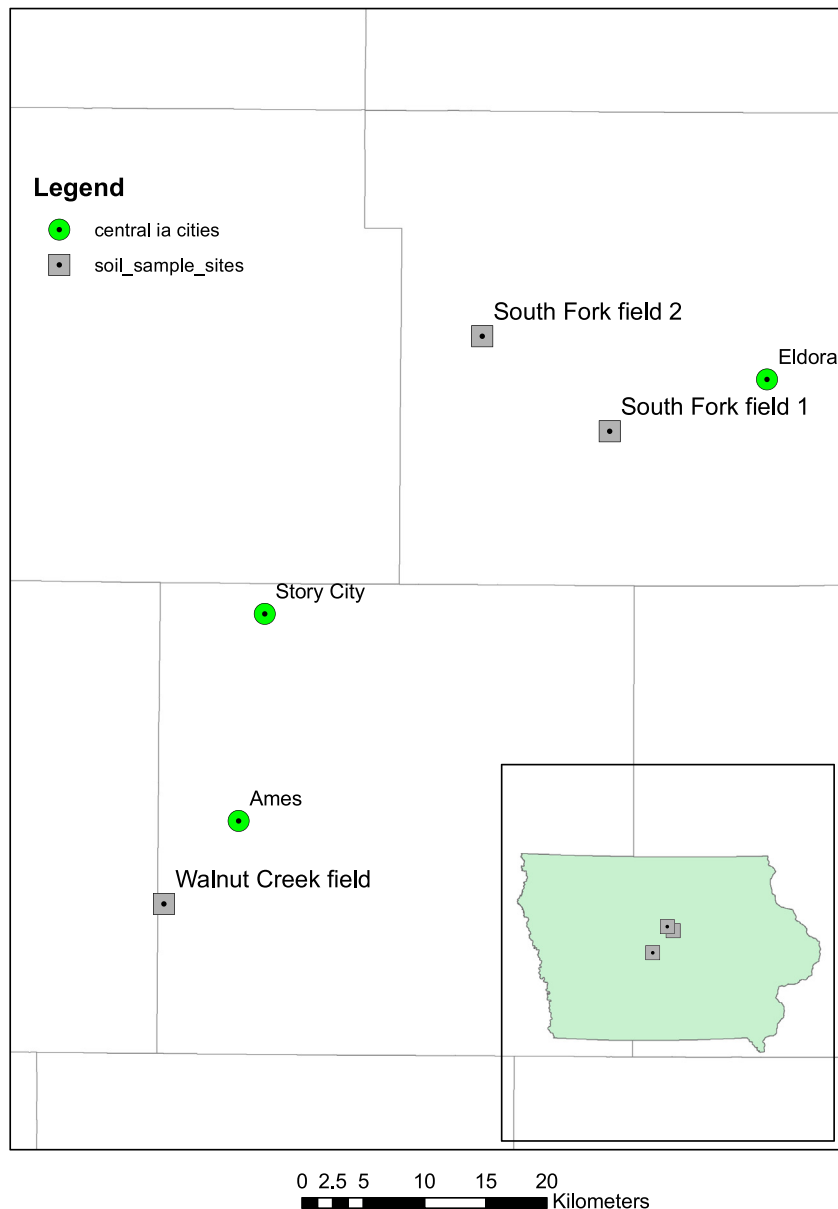 Legend
central ia cities
soil_sample_sites
South Fork field 2
Eldora
South Fork field 1
Story City
Ames
Walnut Creek field
0 2.5 5 10 15 20
Kilometers